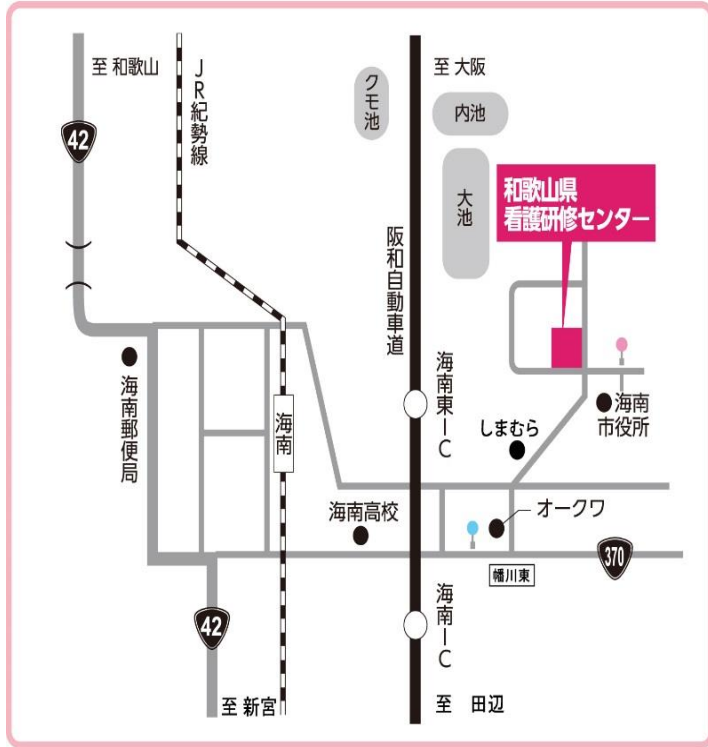 至 和歌山
JR紀勢線
クモ池
至 大阪
内池
大池
和歌山県
看護研修センター
42
阪和自動車道
海南郵便局
海南
海南東IC
しまむら
海南
市役所
海南高校
オークワ
370
幡川東
42
海南IC
至 新宮
至 田辺